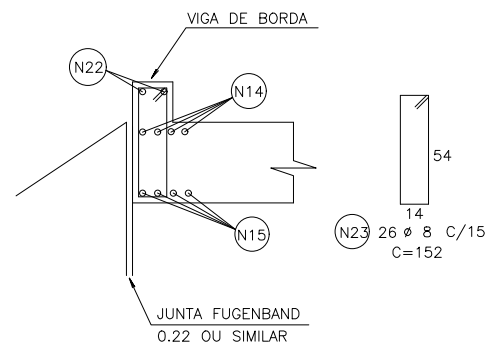 VIGA DE BORDA
N22
N14
54
14
N15
N23 26 ø 8 C/15
C=152
JUNTA FUGENBAND
0.22 OU SIMILAR